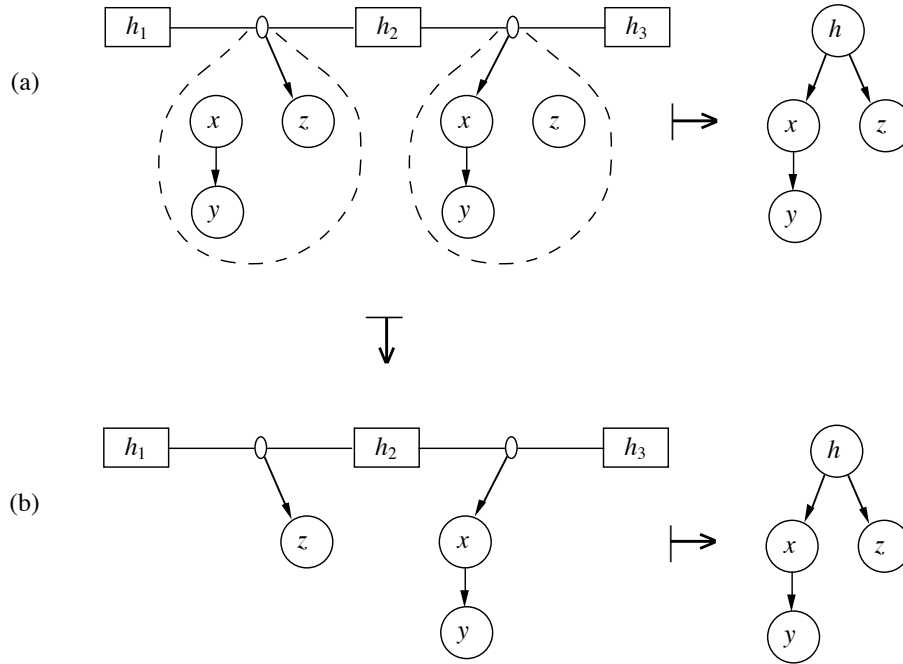 h₁ h₂ h₃ h
(a)
x z x z x z
y y y
h₁ h₂ h₃ h
(b)
z x x z
y y